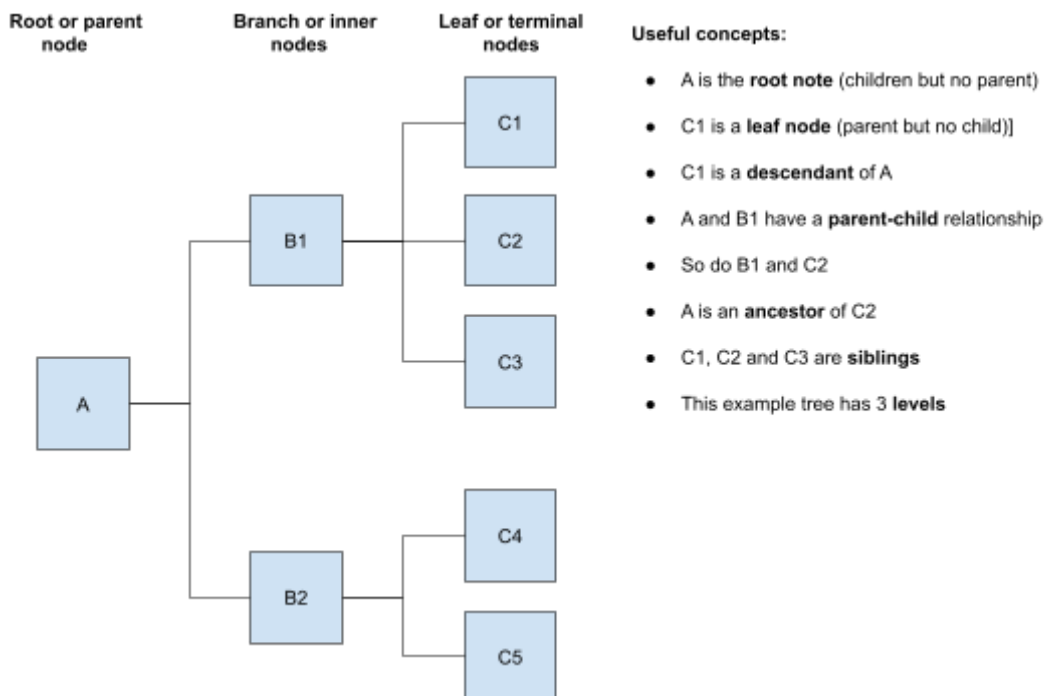 Root or parent
node
Branch or inner
nodes
Leaf or terminal
nodes
A
B1
B2
C1
C2
C3
C4
C5
Useful concepts:
● A is the root note (children but no parent)
● C1 is a leaf node (parent but no child)]
● C1 is a descendant of A
● A and B1 have a parent-child relationship
● So do B1 and C2
● A is an ancestor of C2
● C1, C2 and C3 are siblings
● This example tree has 3 levels